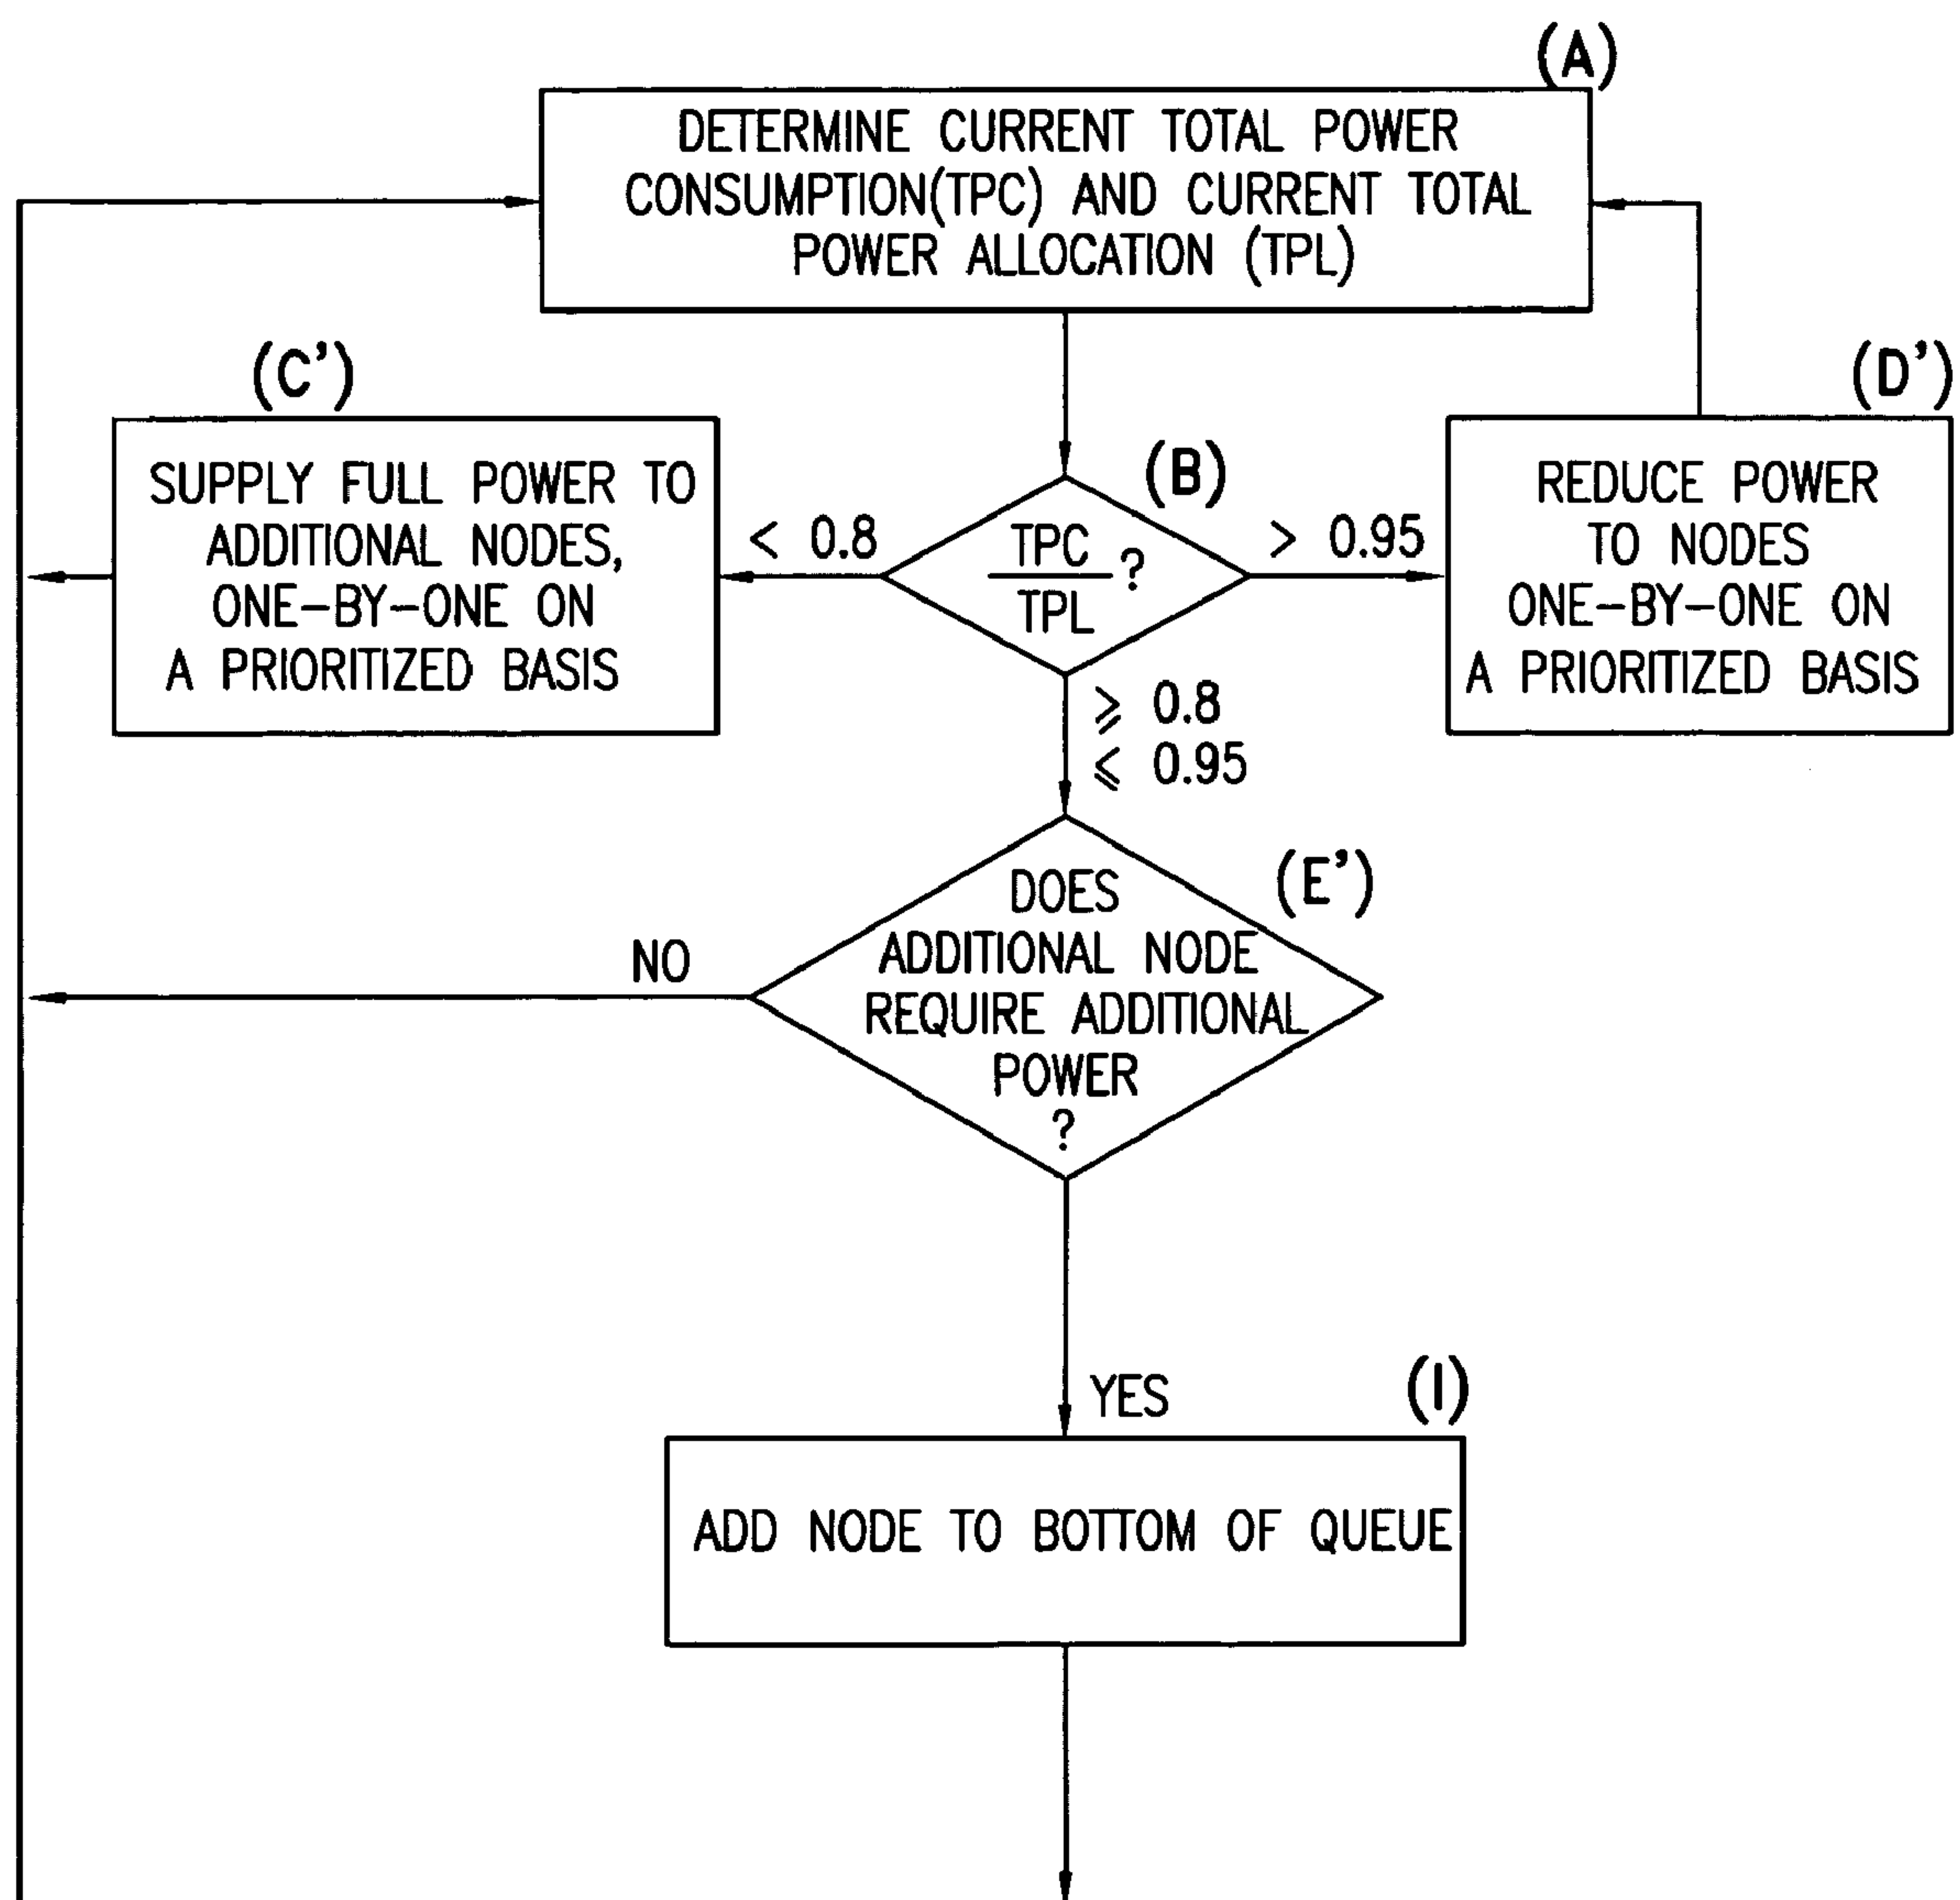 (A)
DETERMINE CURRENT TOTAL POWER
CONSUMPTION(TPC) AND CURRENT TOTAL
POWER ALLOCATION (TPL)
(C')
SUPPLY FULL POWER TO
ADDITIONAL NODES,
ONE-BY-ONE ON
A PRIORITIZED BASIS
(B)
< 0.8
TPC
TPL
?
> 0.95
(D')
REDUCE POWER
TO NODES
ONE-BY-ONE ON
A PRIORITIZED BASIS
⩾ 0.8
⩽ 0.95
(E')
DOES
ADDITIONAL NODE
REQUIRE ADDITIONAL
POWER
?
NO
YES
(I)
ADD NODE TO BOTTOM OF QUEUE